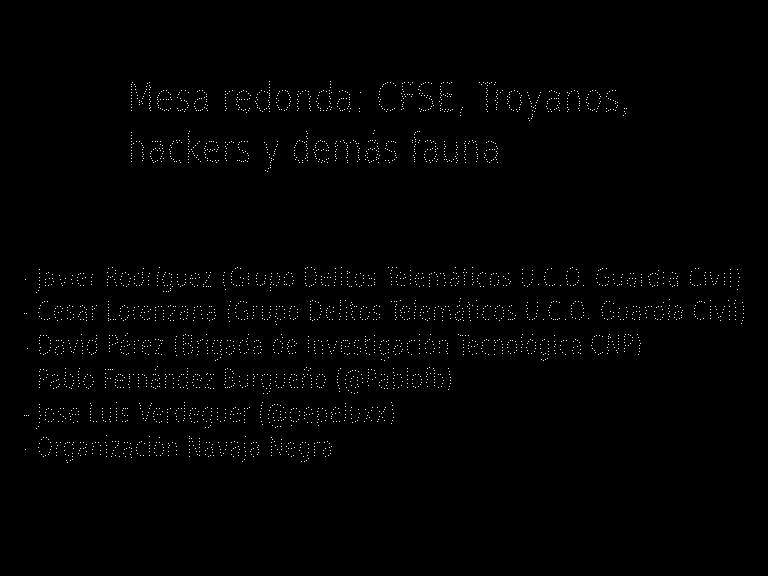 Mesa redonda: CFSE, Troyanos,
hackers y demás fauna
- Javier Rodríguez (Grupo Delitos Telemáticos U.C.O. Guardia Civil)
- Cesar Lorenzana (Grupo Delitos Telemáticos U.C.O. Guardia Civil)
- David Pérez (Brigada de Investigación Tecnológica CNP)
Pablo Fernández Burgueño (@Pablofb)
- Jose Luis Verdeguer (@pepeluxx)
- Organización Navaja Negra